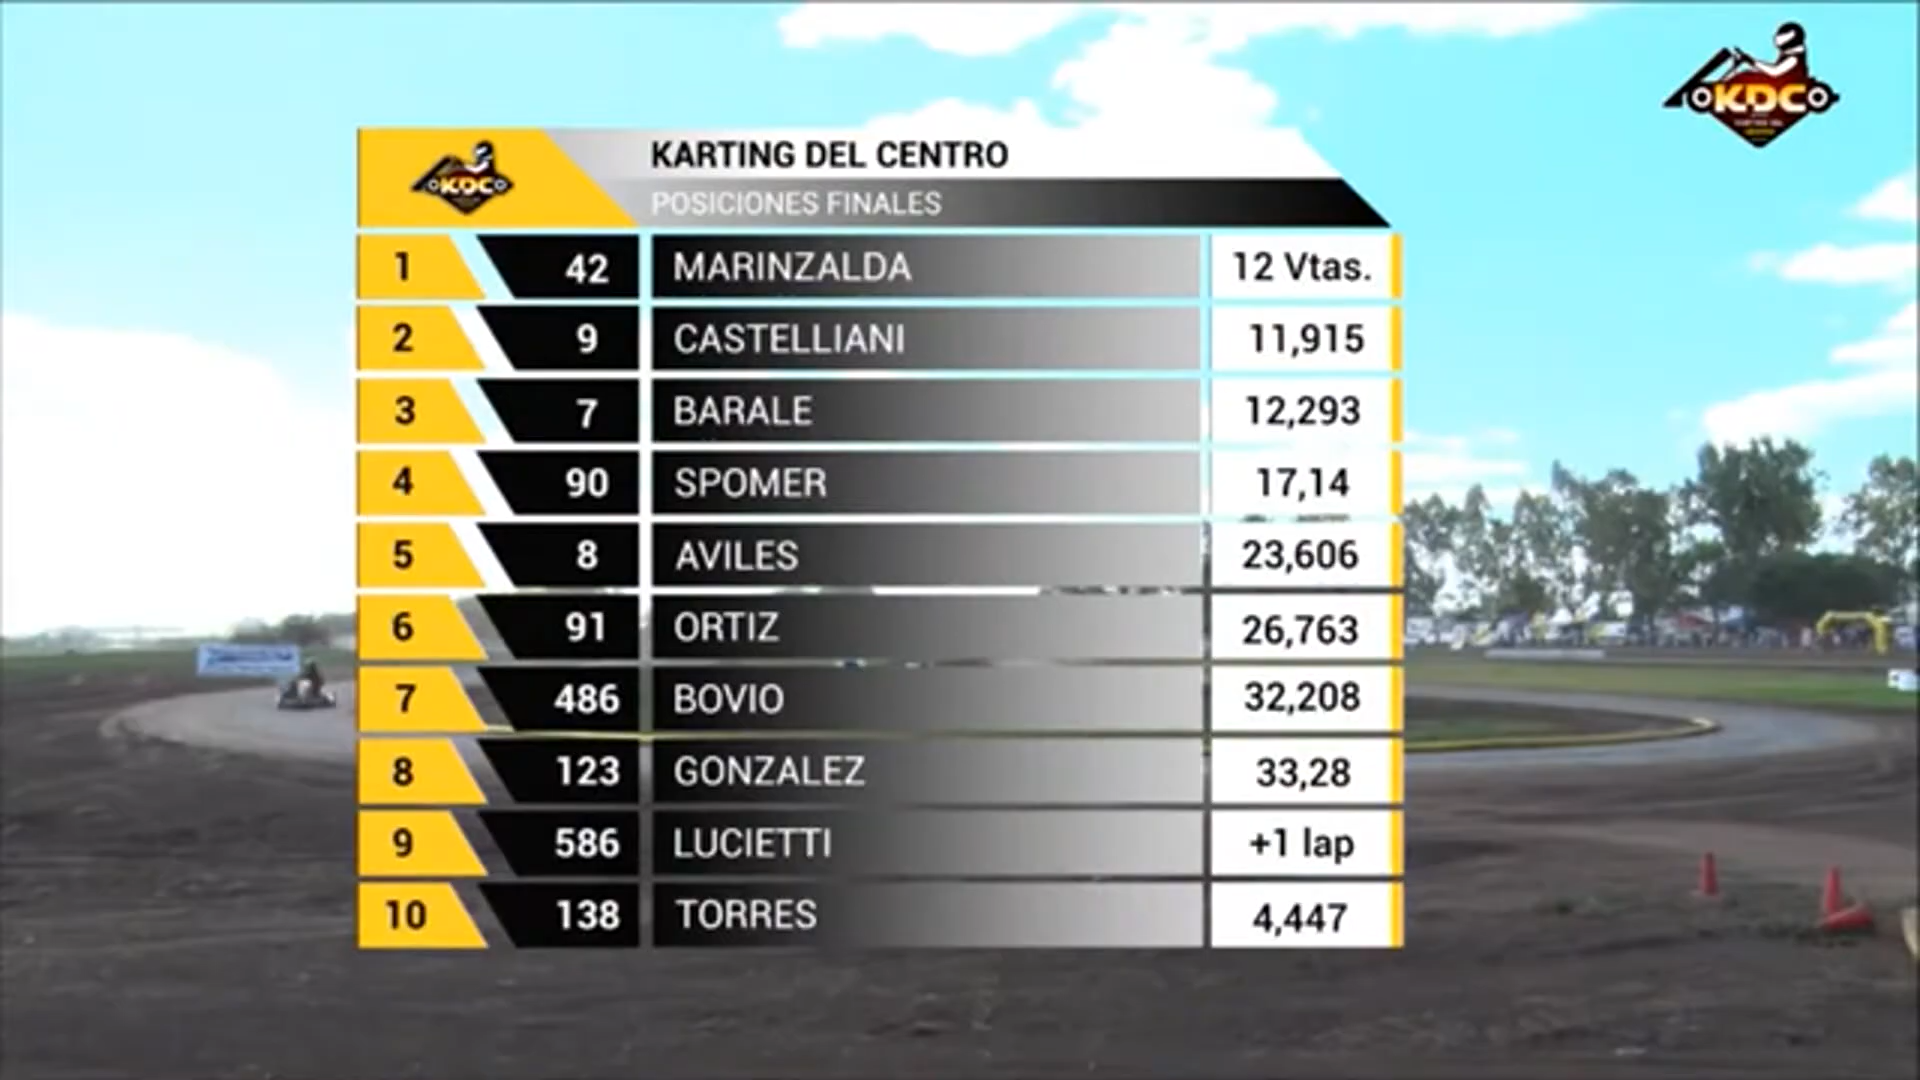 KDC
KARTING DEL CENTRO
KDC
POSICIONES FINALES
1 42 MARINZALDA 12 Vtas.
2 9 CASTELLIANI 11,915
3 7 BARALE 12,293
4 90 SPOMER 17,14
5 8 AVILES 23,606
6 91 ORTIZ 26,763
7 486 BOVIO 32,208
8 123 GONZALEZ 33,28
9 586 LUCIETTI +1 lap
10 138 TORRES 4,447